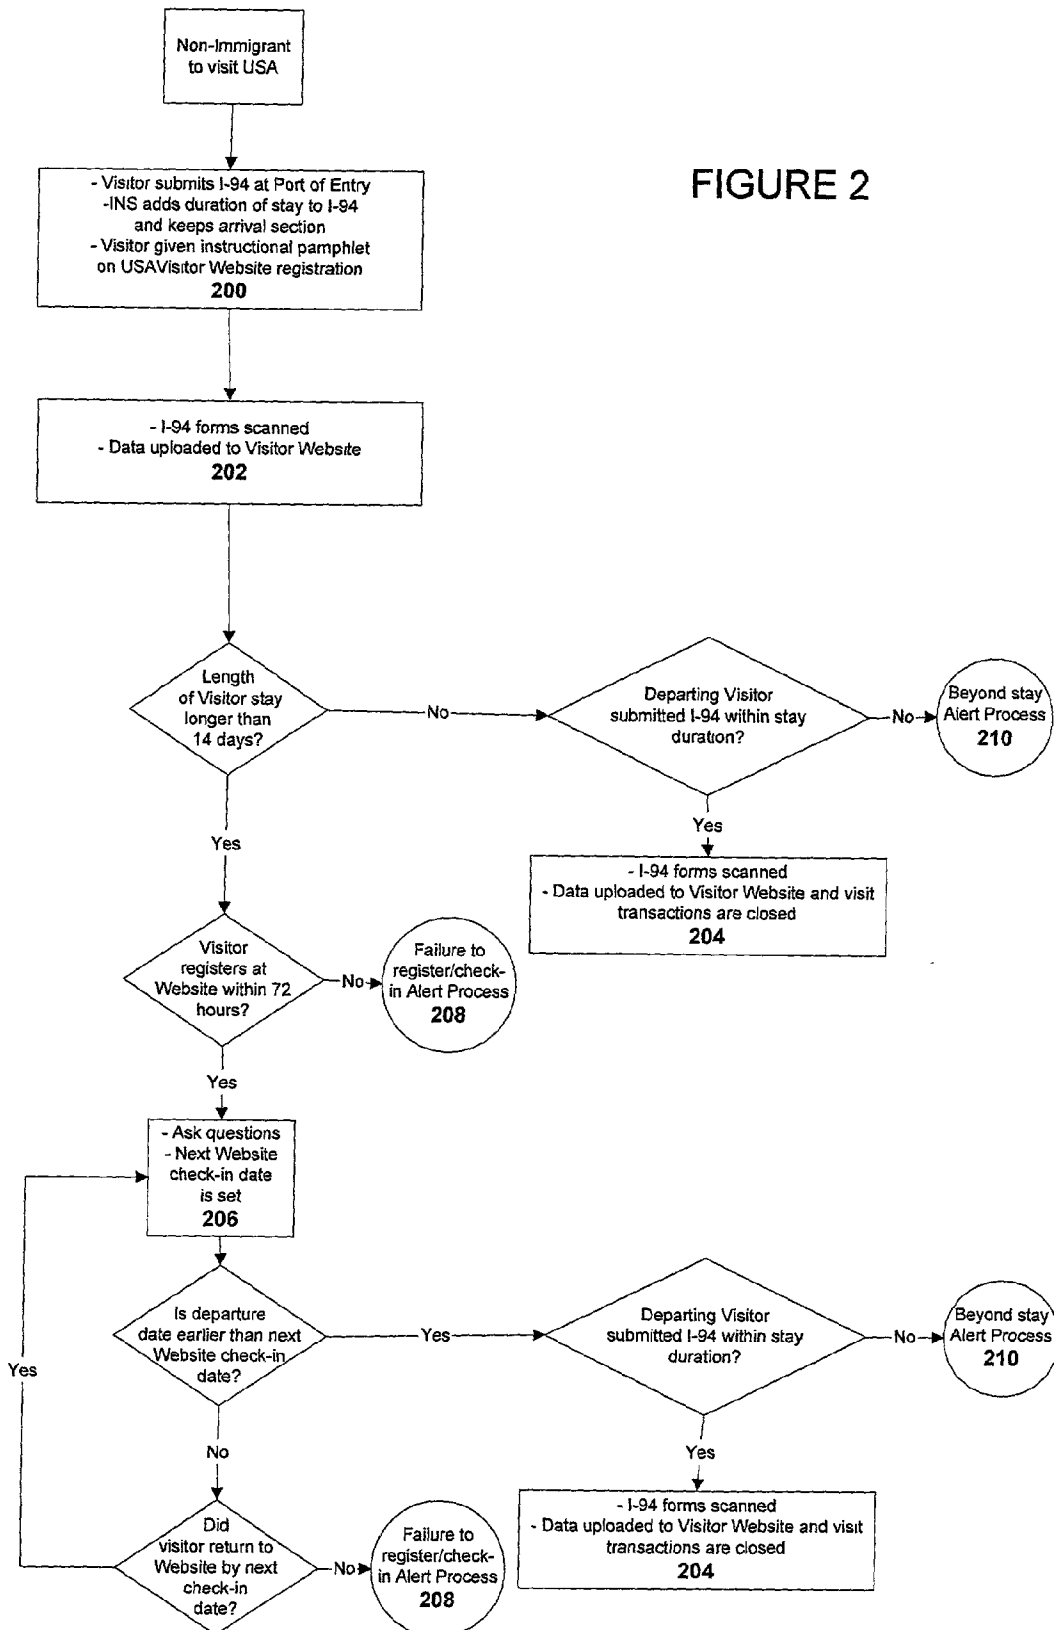 Non-Immigrant
to visit USA
FIGURE 2
- Visitor submits I-94 at Port of Entry
-INS adds duration of stay to I-94
and keeps arrival section
- Visitor given instructional pamphlet
on USAVisitor Website registration
200
- I-94 forms scanned
- Data uploaded to Visitor Website
202
Length
of Visitor stay
longer than
14 days?
No
Departing Visitor
submitted I-94 within stay
duration?
No
Beyond stay
Alert Process
210
Yes
Yes
- I-94 forms scanned
- Data uploaded to Visitor Website and visit
transactions are closed
204
Visitor
registers at
Website within 72
hours?
No
Failure to
register/check-
in Alert Process
208
Yes
- Ask questions
- Next Website
check-in date
is set
206
Is departure
date earlier than next
Website check-in
date?
Yes
Departing Visitor
submitted I-94 within stay
duration?
No
Beyond stay
Alert Process
210
Yes
No
Yes
- I-94 forms scanned
- Data uploaded to Visitor Website and visit
transactions are closed
204
Did
visitor return to
Website by next
check-in
date?
No
Failure to
register/check-
in Alert Process
208